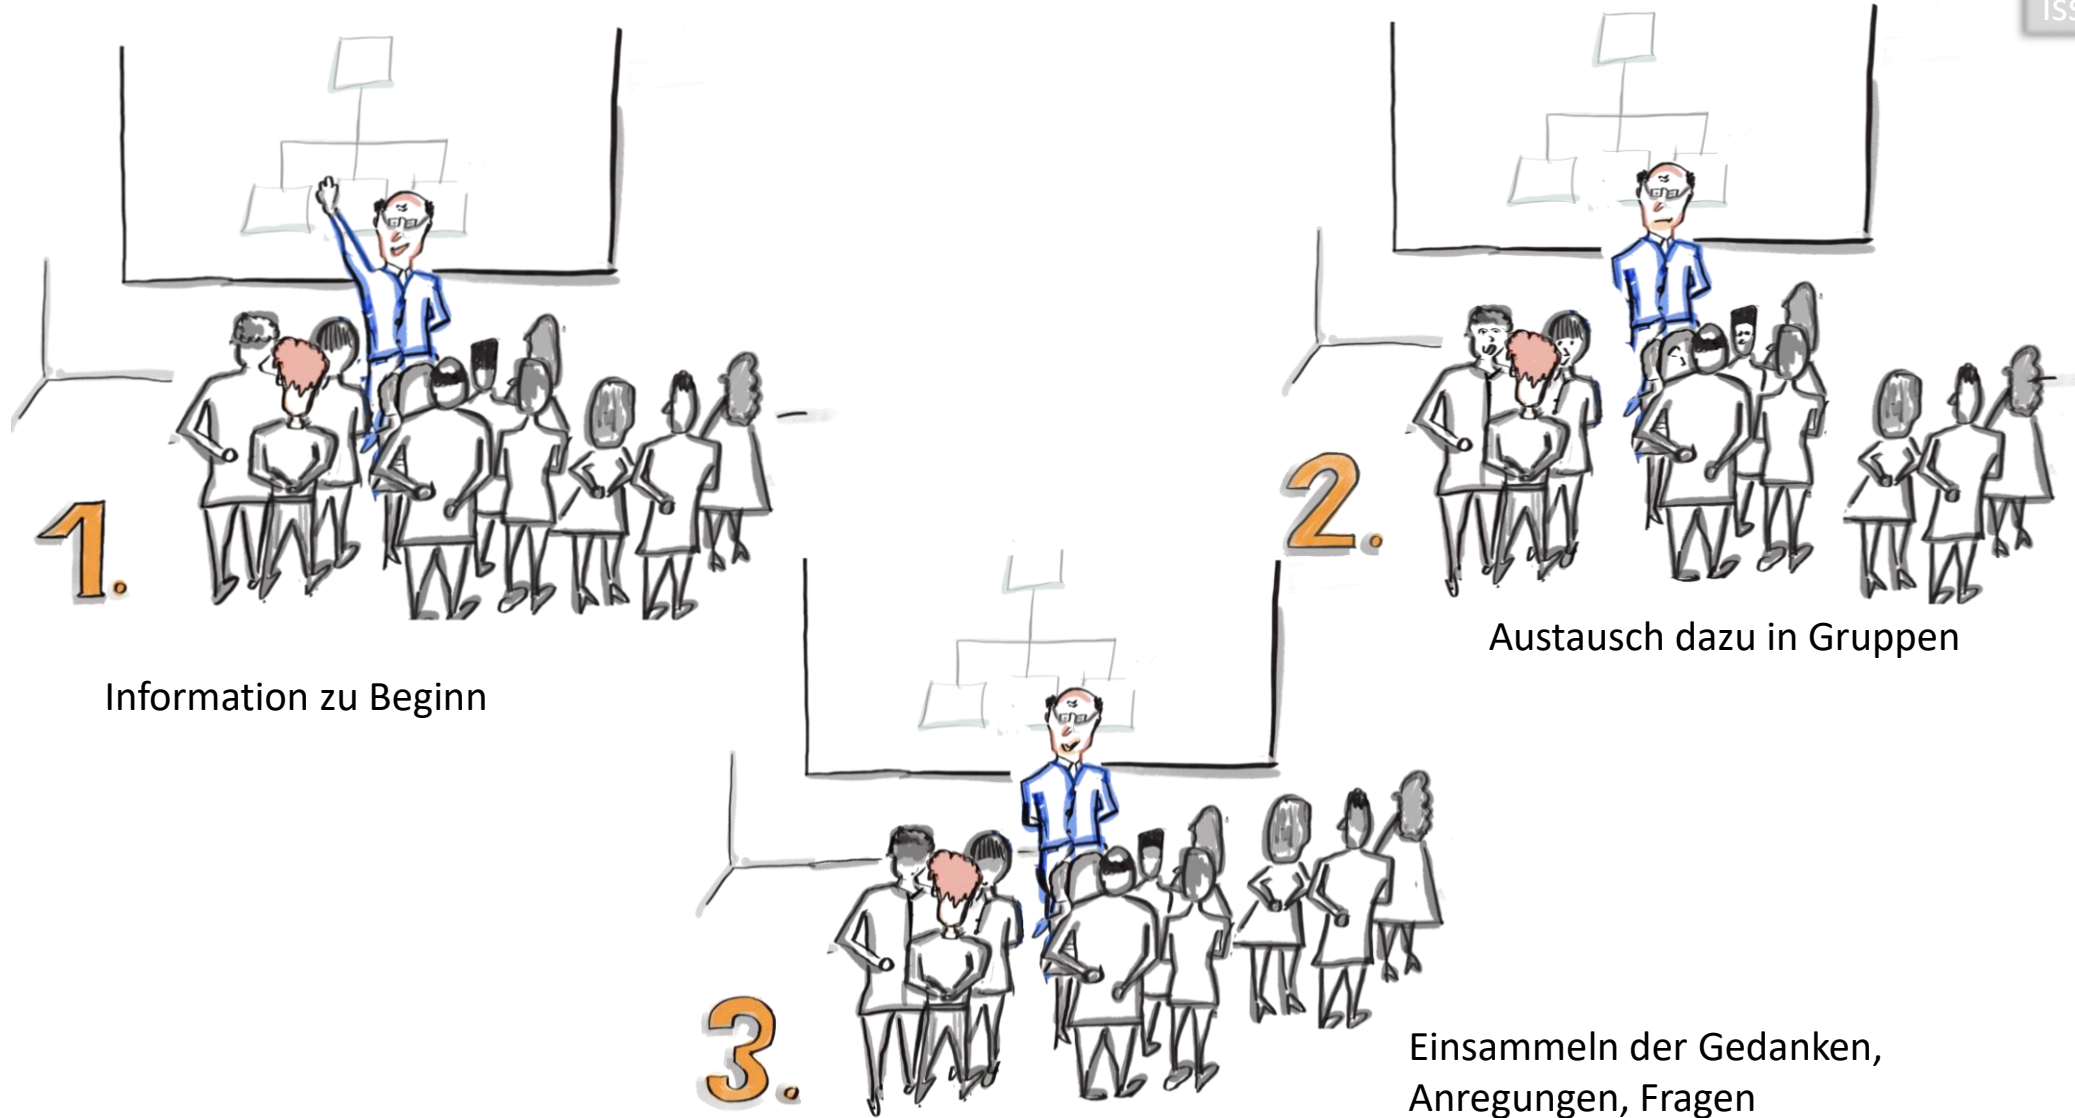 1.
Information zu Beginn
2.
Austausch dazu in Gruppen
3.
Einsammeln der Gedanken,
Anregungen, Fragen